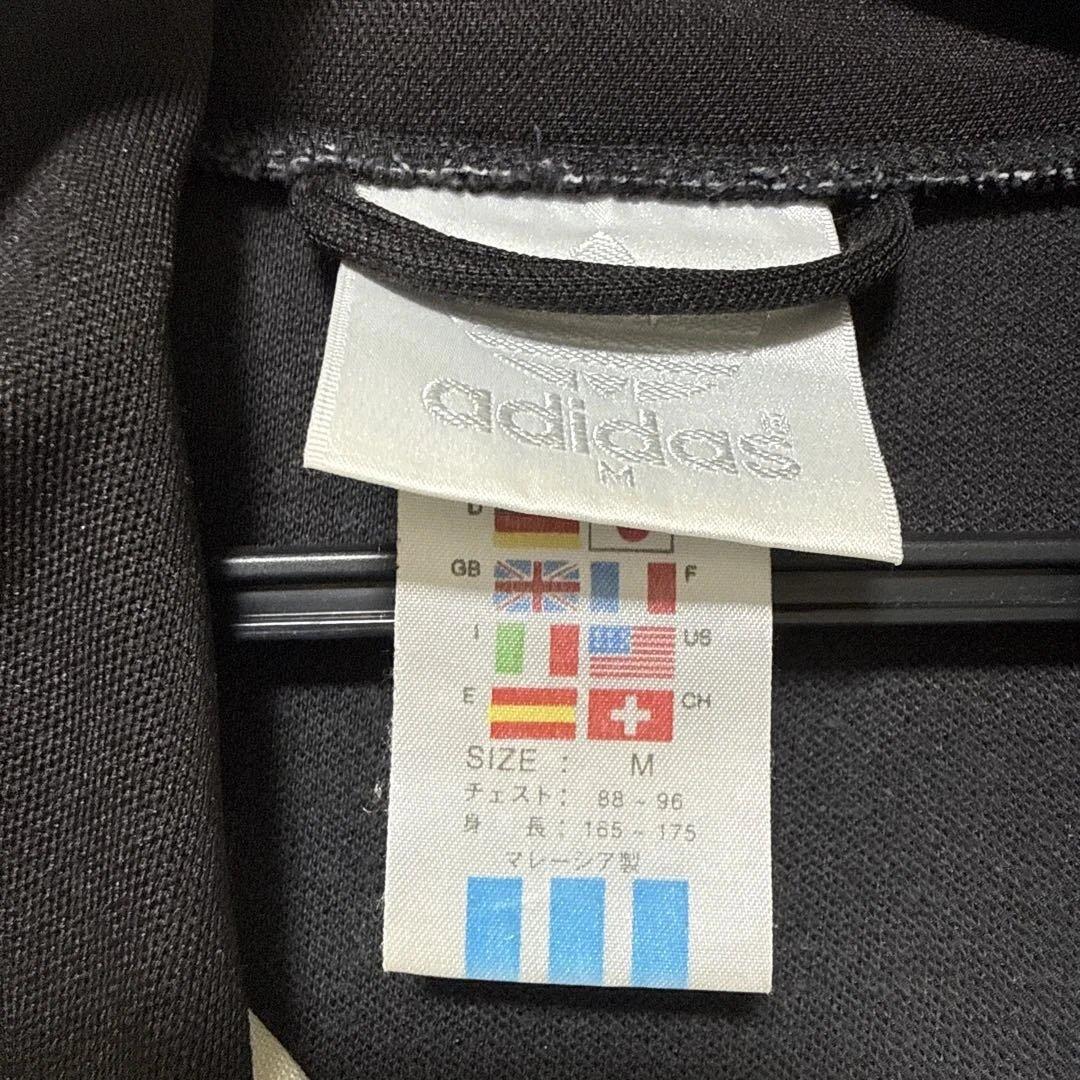 adidas®
M
D
GB F
I US
E CH
SIZE : M
チェスト: 88~96
身 長: 165~175
マレーシア製